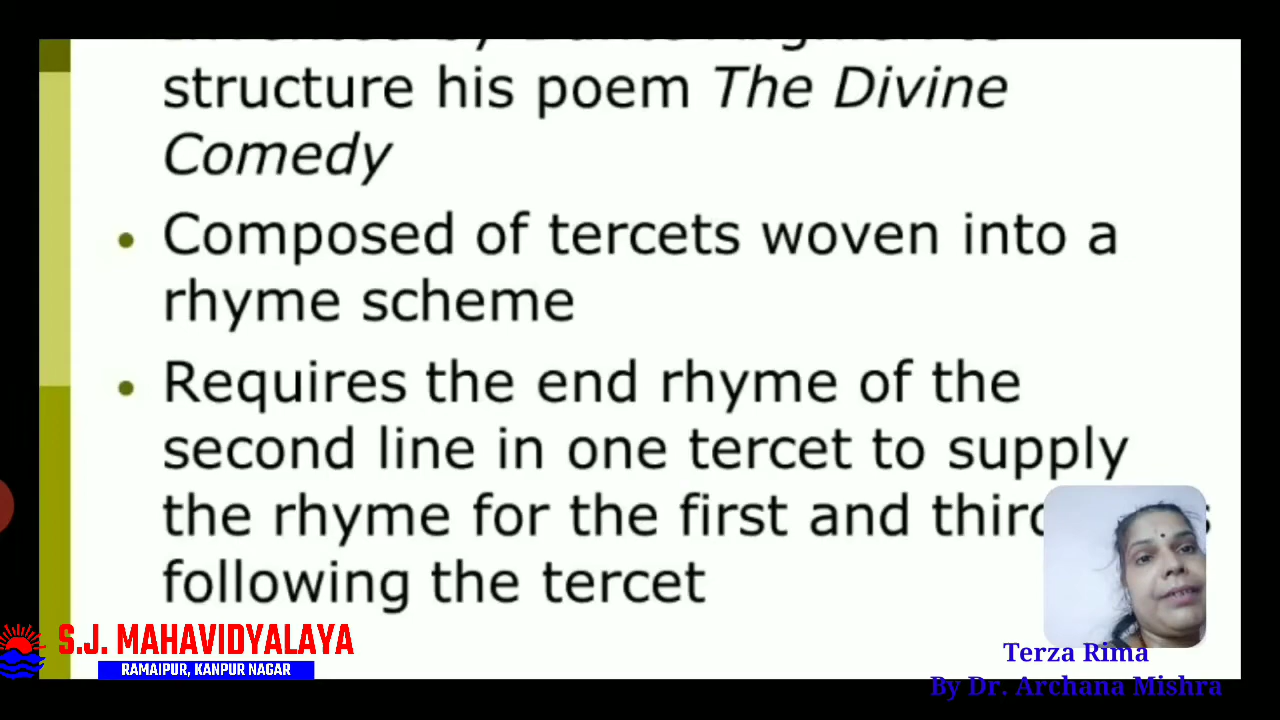 structure his poem The Divine
Comedy
• Composed of tercets woven into a
rhyme scheme
• Requires the end rhyme of the
second line in one tercet to supply
the rhyme for the first and third
following the tercet
S.J. MAHAVIDYALAYA
RAMAIPUR, KANPUR NAGAR
Terza Rima
By Dr. Archana Mishra